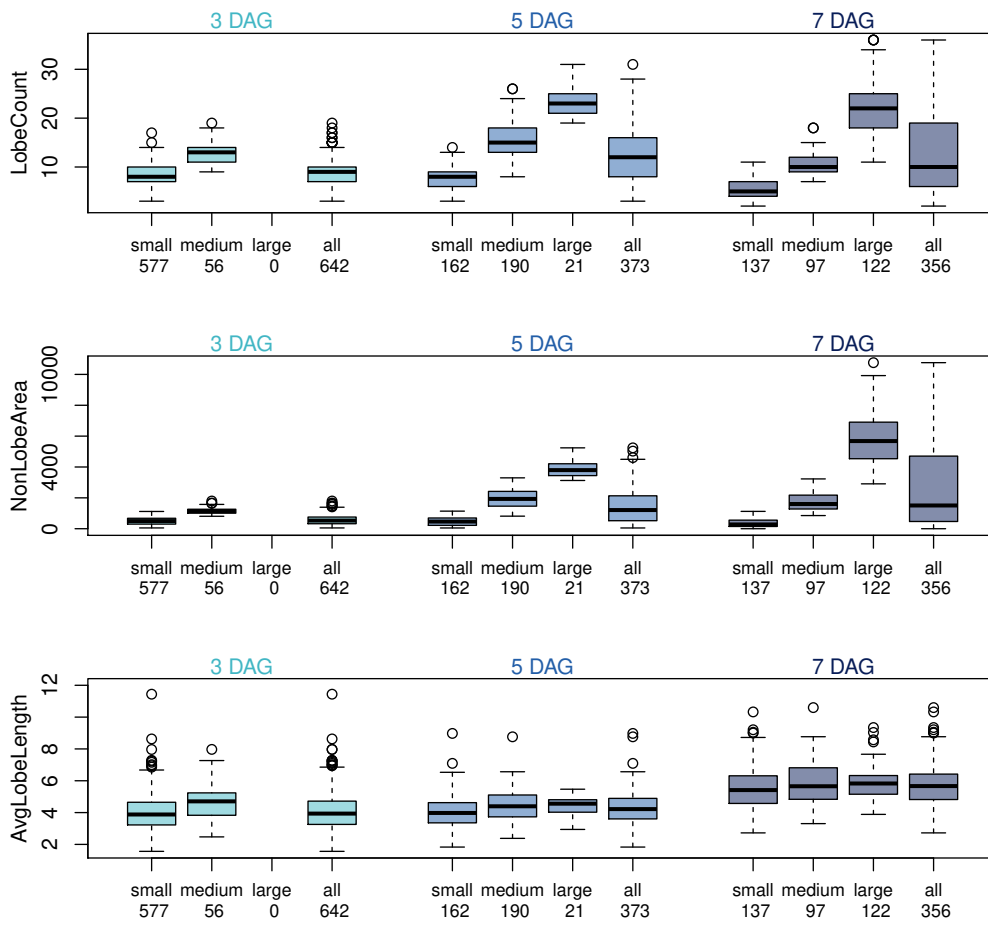 3 DAG 5 DAG 7 DAG
LobeCount
30
20
10
small medium large all small medium large all small medium large all
577 56 0 642 162 190 21 373 137 97 122 356
3 DAG 5 DAG 7 DAG
NonLobeArea
10000
4000
0
small medium large all small medium large all small medium large all
577 56 0 642 162 190 21 373 137 97 122 356
3 DAG 5 DAG 7 DAG
AvgLobeLength
12
8
6
4
2
small medium large all small medium large all small medium large all
577 56 0 642 162 190 21 373 137 97 122 356